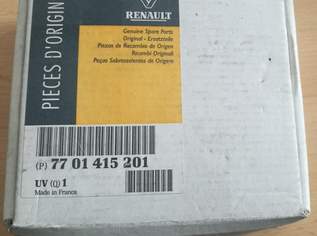 PIECES D'ORIGIN
RENAULT
Genuine Spare Parts
Original - Ersatzteile
Piezas de Recambio de Origen
Ricambi Originali
Peças Sobresselentes de Origem
(P) 77 01 415 201
UV (Q) 1
Made in France